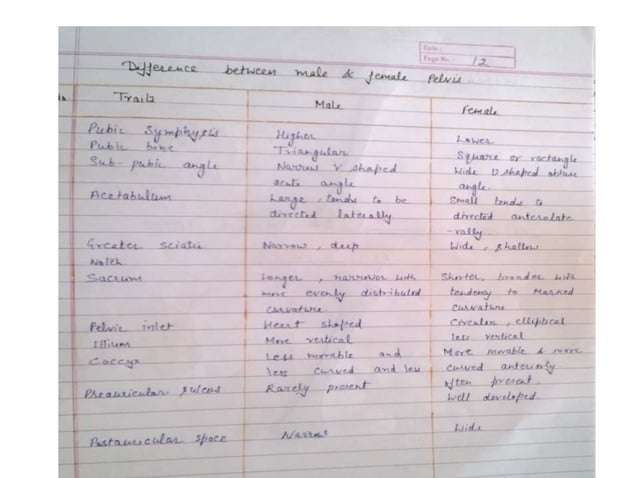 Date :
Page No. : 12
Difference between male & female Pelvis
Traits Male Female
Pubic Symphysis Higher Lower
Pubic bone Triangular Square or rectangle
Sub-pubic angle Narrow V shaped Wide U shaped obtuse
acute angle angle.
Acetabulum Large , tends to be Small tends to
directed laterally directed anterolate
-rally.
Greater Sciatic Narrow , deep Wide , shallow
Notch
Sacrum Longer , narrower with Shorter, broader with
more evenly distributed tendency to Marked
curvature curvature
Pelvic inlet Heart shaped Circular , elliptical
Illium More vertical less vertical
Coccyx Less movable and More movable & more
less curved and less curved anteriorly
Preauricular sulcus Rarely present often present.
Well developed.
Postauricular space Narrow Wide